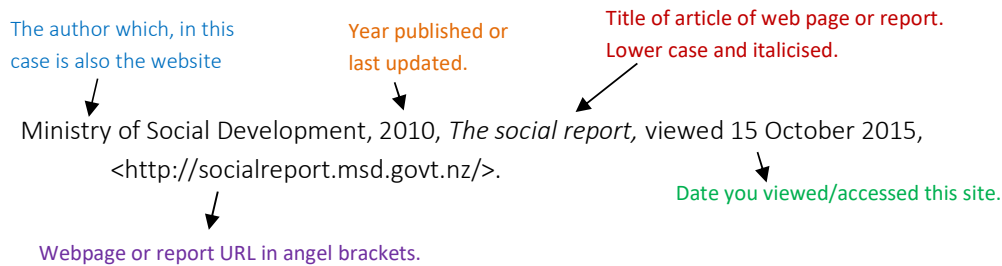 The author which, in this
case is also the website
Year published or
last updated.
Title of article of web page or report.
Lower case and italicised.
Ministry of Social Development, 2010, The social report, viewed 15 October 2015,
<http://socialreport.msd.govt.nz/>.
Date you viewed/accessed this site.
Webpage or report URL in angel brackets.